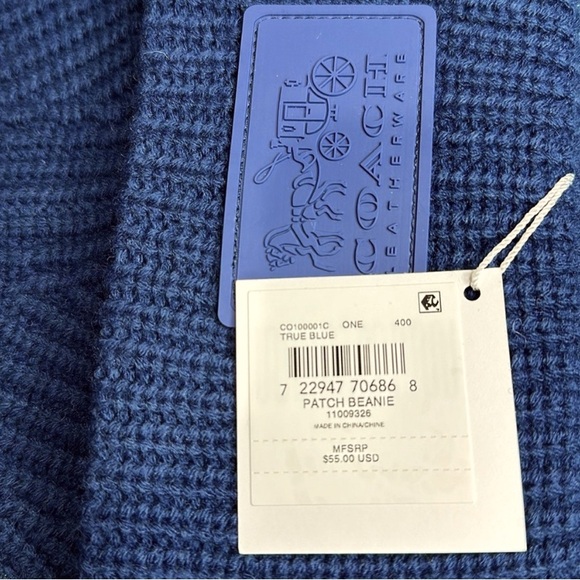 COACH
LEATHERWARE
CO100001C ONE 400
TRUE BLUE
7 22947 70686 8
PATCH BEANIE
11009326
MADE IN CHINA/CHINE
MFSRP
$55.00 USD